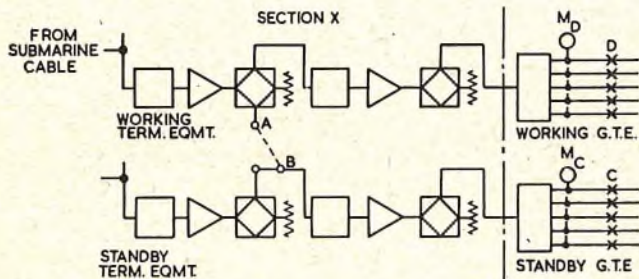 SECTION X
FROM
SUBMARINE
CABLE
WORKING
TERM. EQMT.
A
B
M D
D
WORKING G.T.E.
M C
C
STANDBY
TERM. EQMT.
STANDBY G.T.E